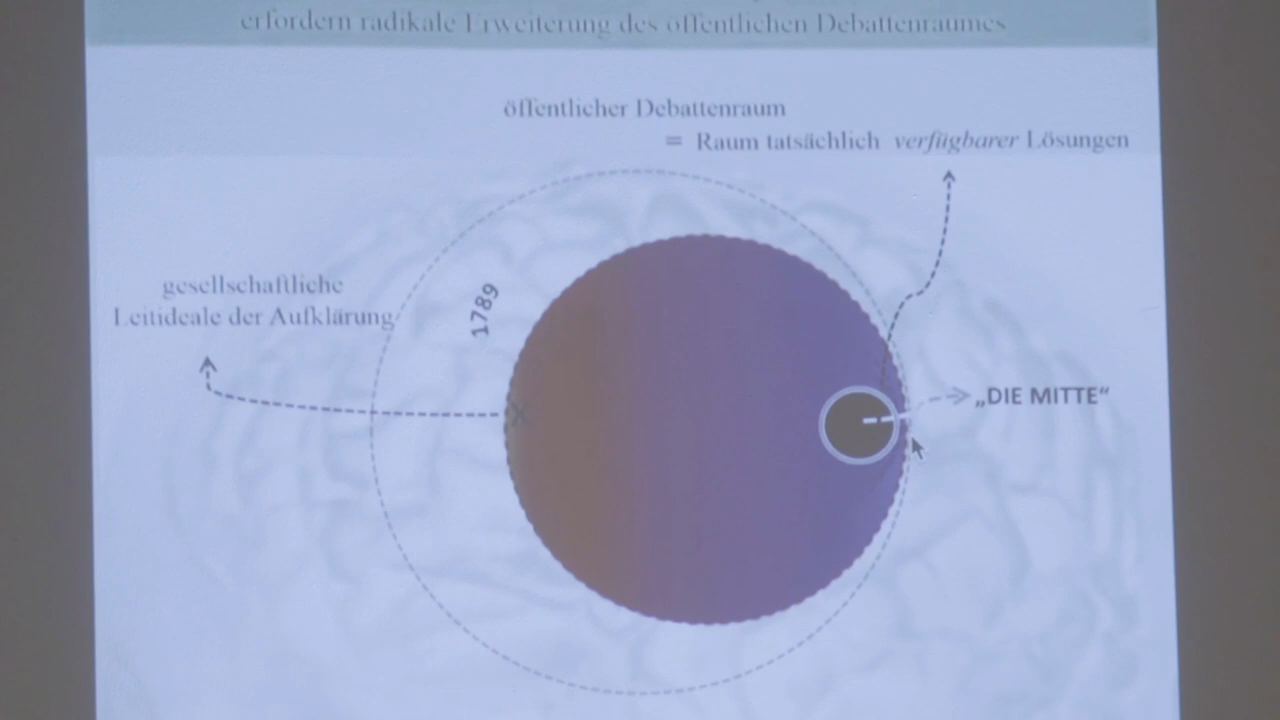 erfordern radikale Erweiterung des öffentlichen Debattenraumes
öffentlicher Debattenraum
= Raum tatsächlich verfügbarer Lösungen
gesellschaftliche
Leitideale der Aufklärung
1789
„DIE MITTE“